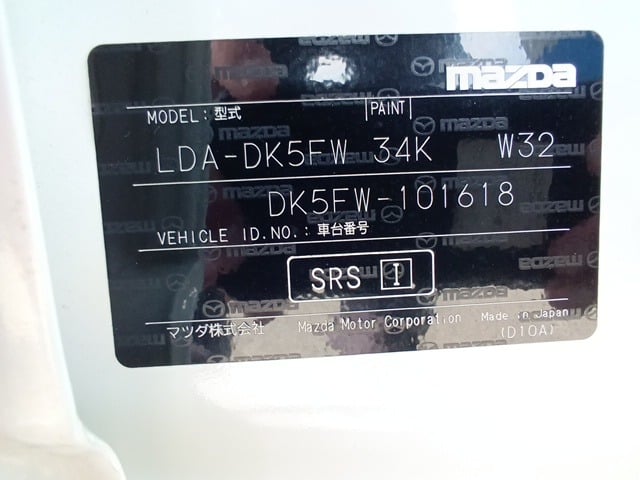 mazda
MODEL:型式 PAINT
LDA-DK5FW 34K W32
DK5FW-101618
VEHICLE ID.NO.:車台番号
SRS I
マツダ株式会社 Mazda Motor Corporation Made in Japan
(D10A)